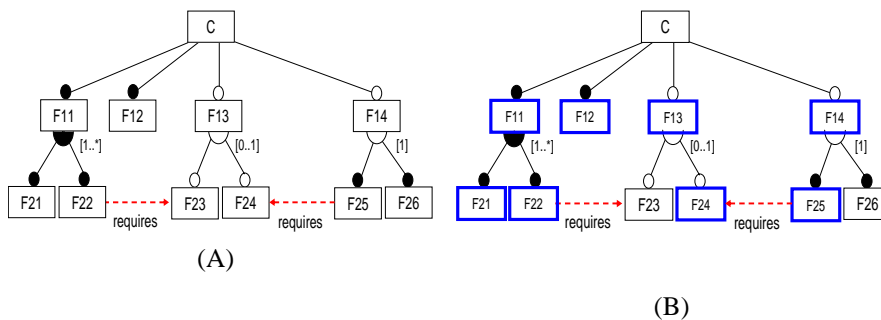 C
F11 F12 F13 F14
[1..*] [0..1] [1]
F21 F22 F23 F24 F25 F26
requires requires
(A)
C
F11 F12 F13 F14
[1..*] [0..1] [1]
F21 F22 F23 F24 F25 F26
requires requires
(B)